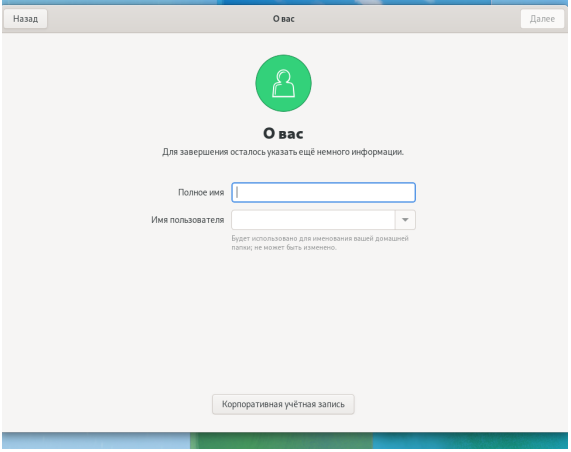 Назад
О вас
Далее
О вас
Для завершения осталось указать ещё немного информации.
Полное имя
Имя пользователя
Будет использовано для именования вашей домашней
папки; не может быть изменено.
Корпоративная учётная запись